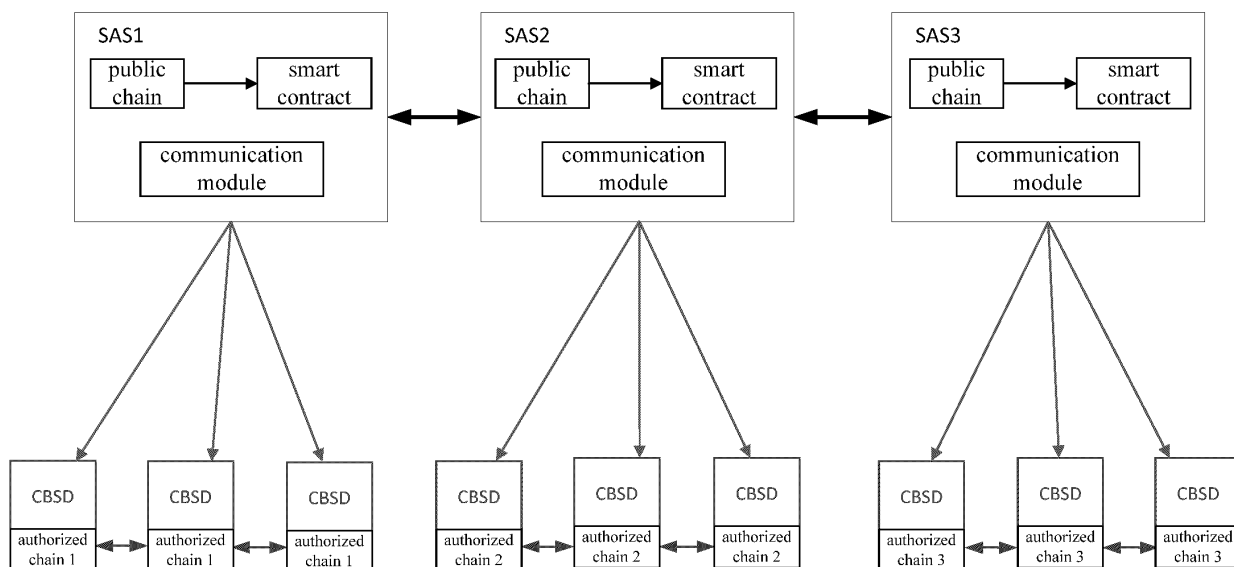 SAS1
public
chain
smart
contract
communication
module
SAS2
public
chain
smart
contract
communication
module
SAS3
public
chain
smart
contract
communication
module
CBSD
authorized
chain 1
CBSD
authorized
chain 1
CBSD
authorized
chain 1
CBSD
authorized
chain 2
CBSD
authorized
chain 2
CBSD
authorized
chain 2
CBSD
authorized
chain 3
CBSD
authorized
chain 3
CBSD
authorized
chain 3